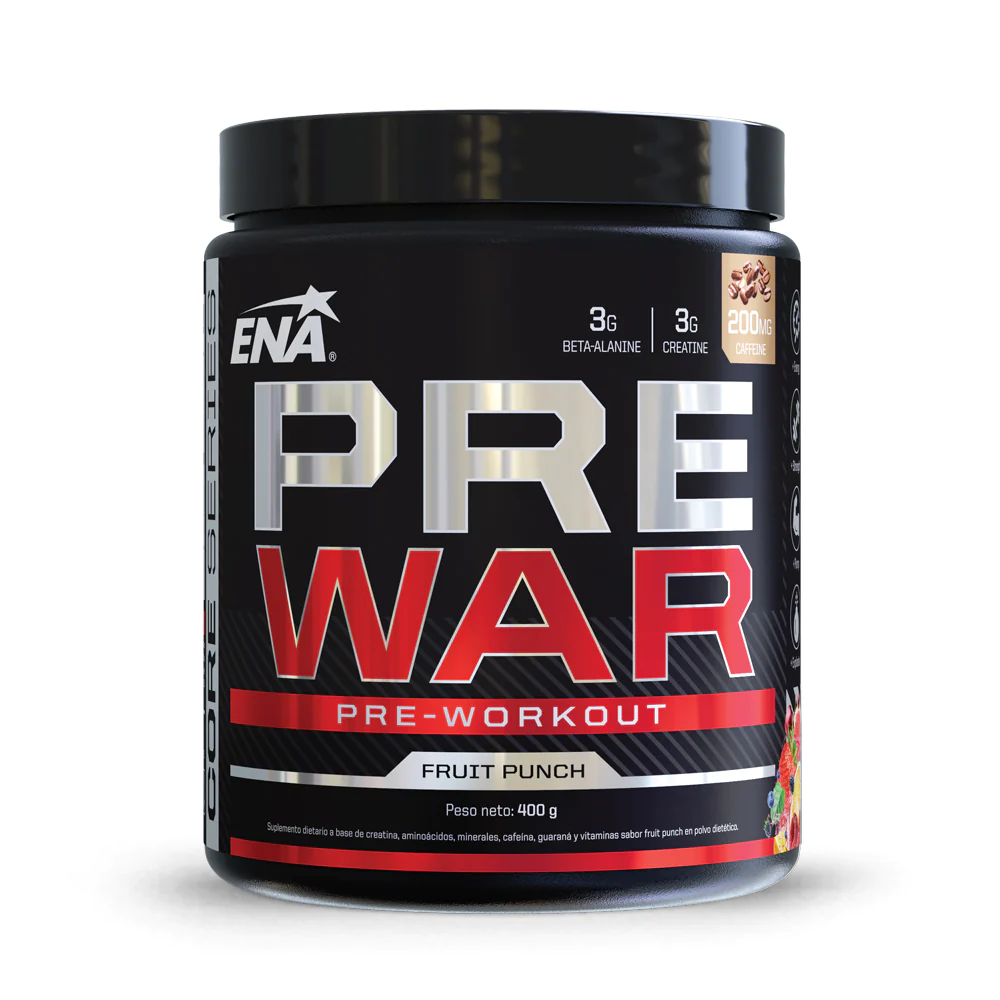 ENA®
3G
BETA-ALANINE
3G
CREATINE
200MG
CAFFEINE
PRE
WAR
PRE-WORKOUT
FRUIT PUNCH
Peso neto: 400 g
Suplemento dietario a base de creatina, aminoácidos, minerales, cafeína, guaraná y vitaminas sabor fruit punch en polvo dietético.
CORE SERIES